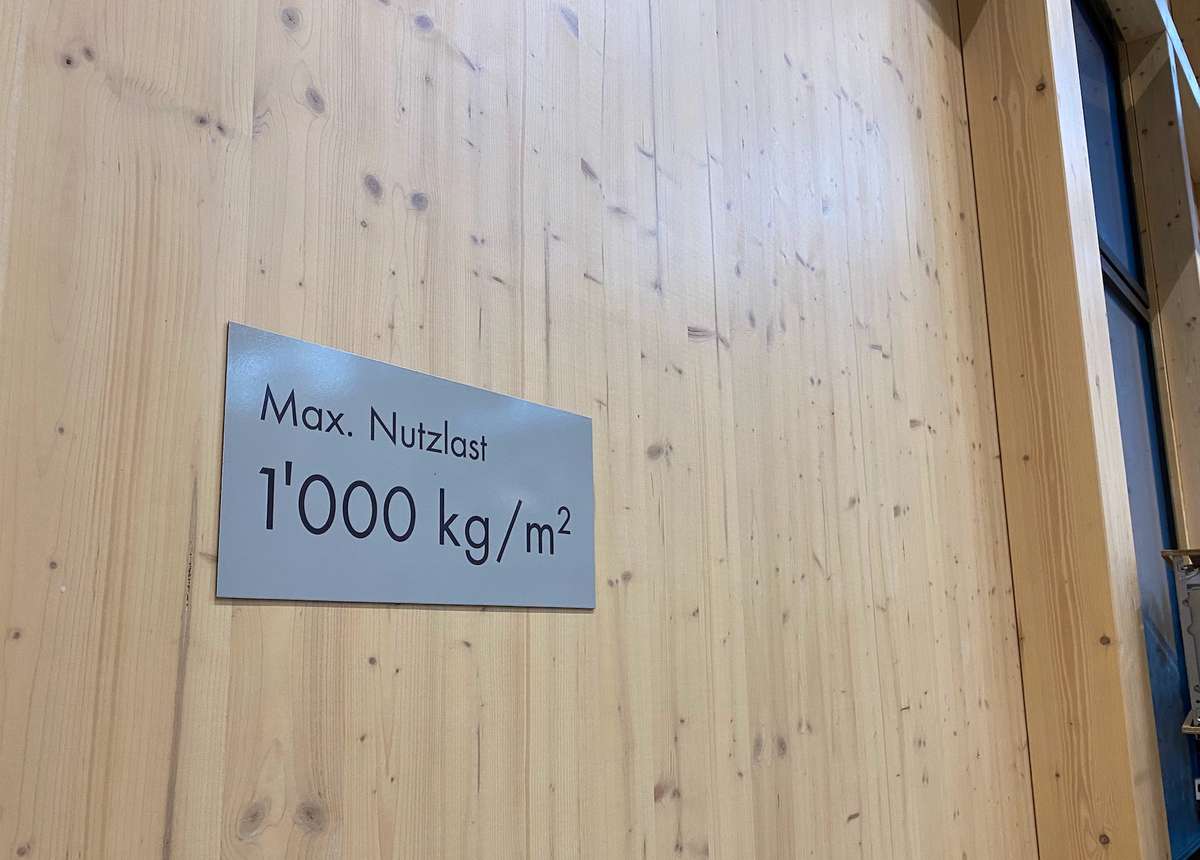 Max. Nutzlast
1'000 kg/m²